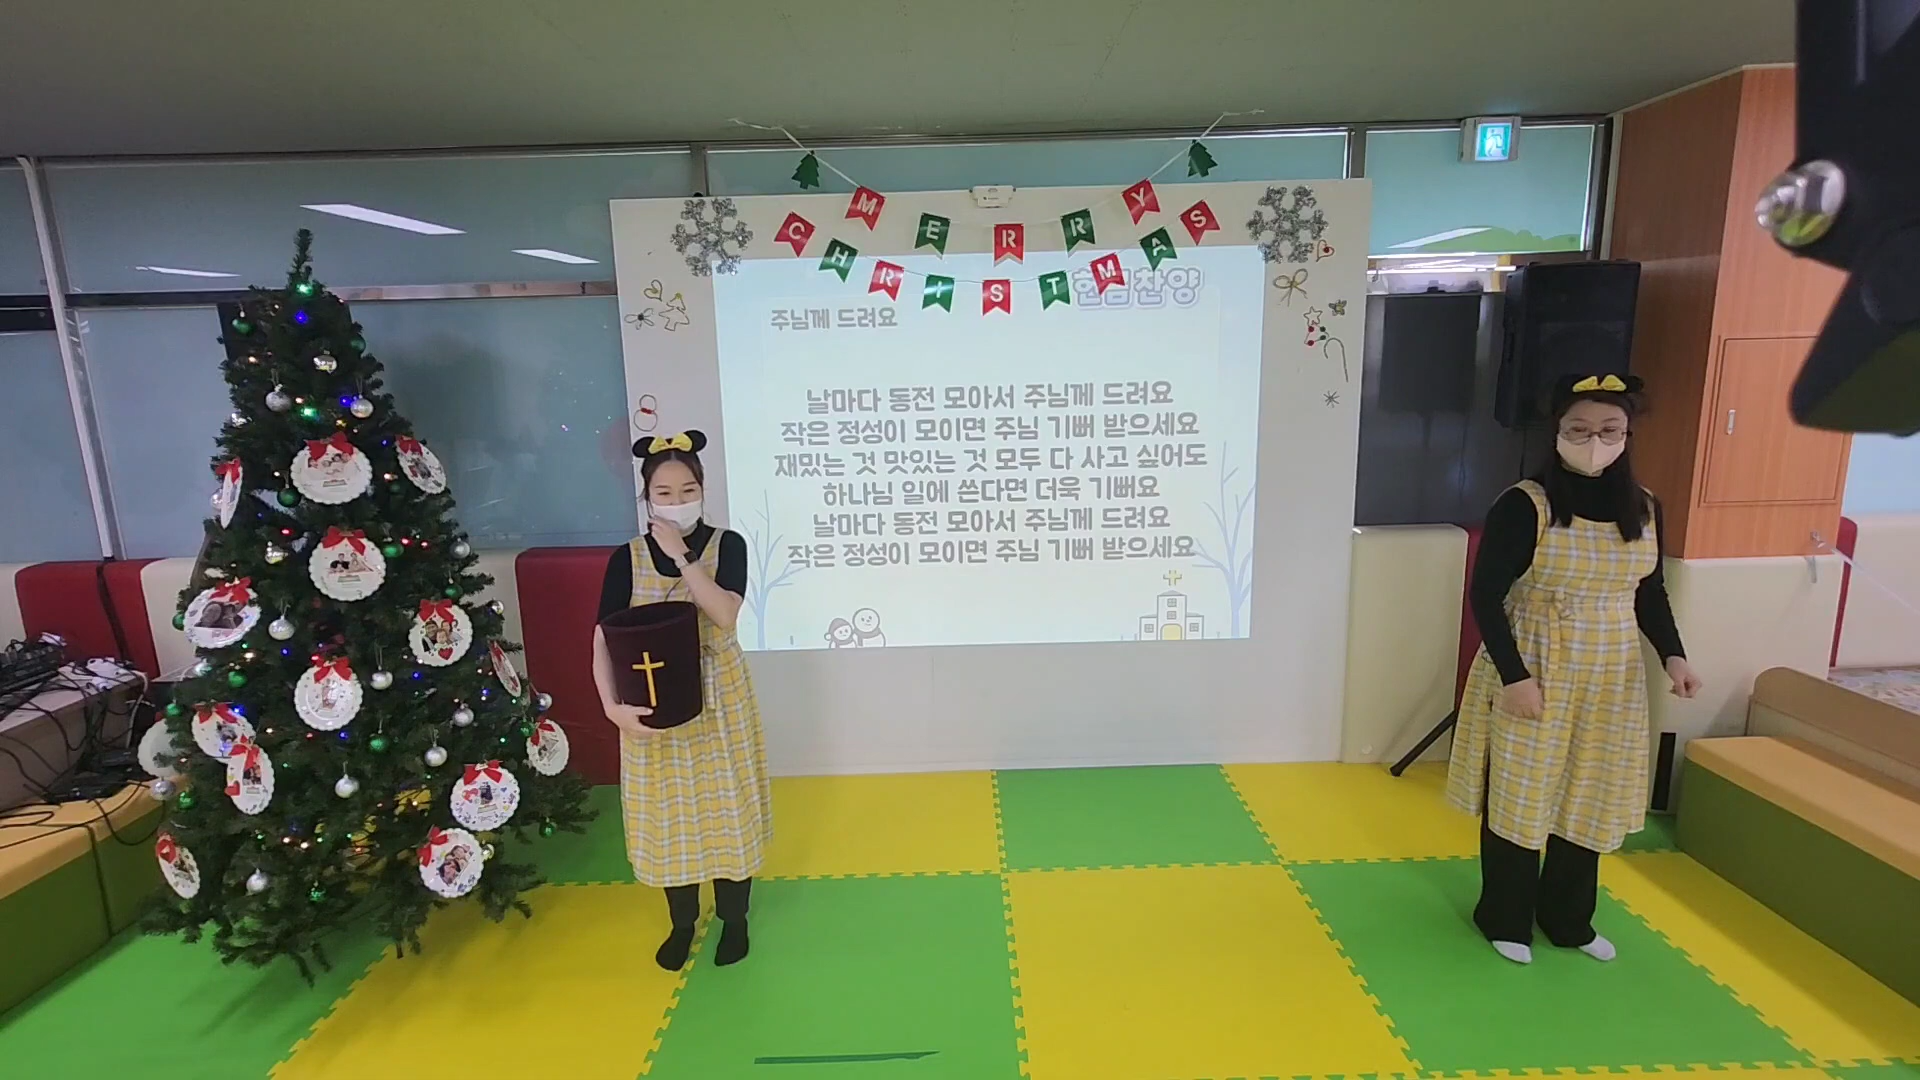 MERRY
CHRISTMAS
헌금찬양
주님께 드려요
날마다 동전 모아서 주님께 드려요
작은 정성이 모이면 주님 기뻐 받으세요
재밌는 것 맛있는 것 모두 다 사고 싶어도
하나님 일에 쓴다면 더욱 기뻐요
날마다 동전 모아서 주님께 드려요
작은 정성이 모이면 주님 기뻐 받으세요